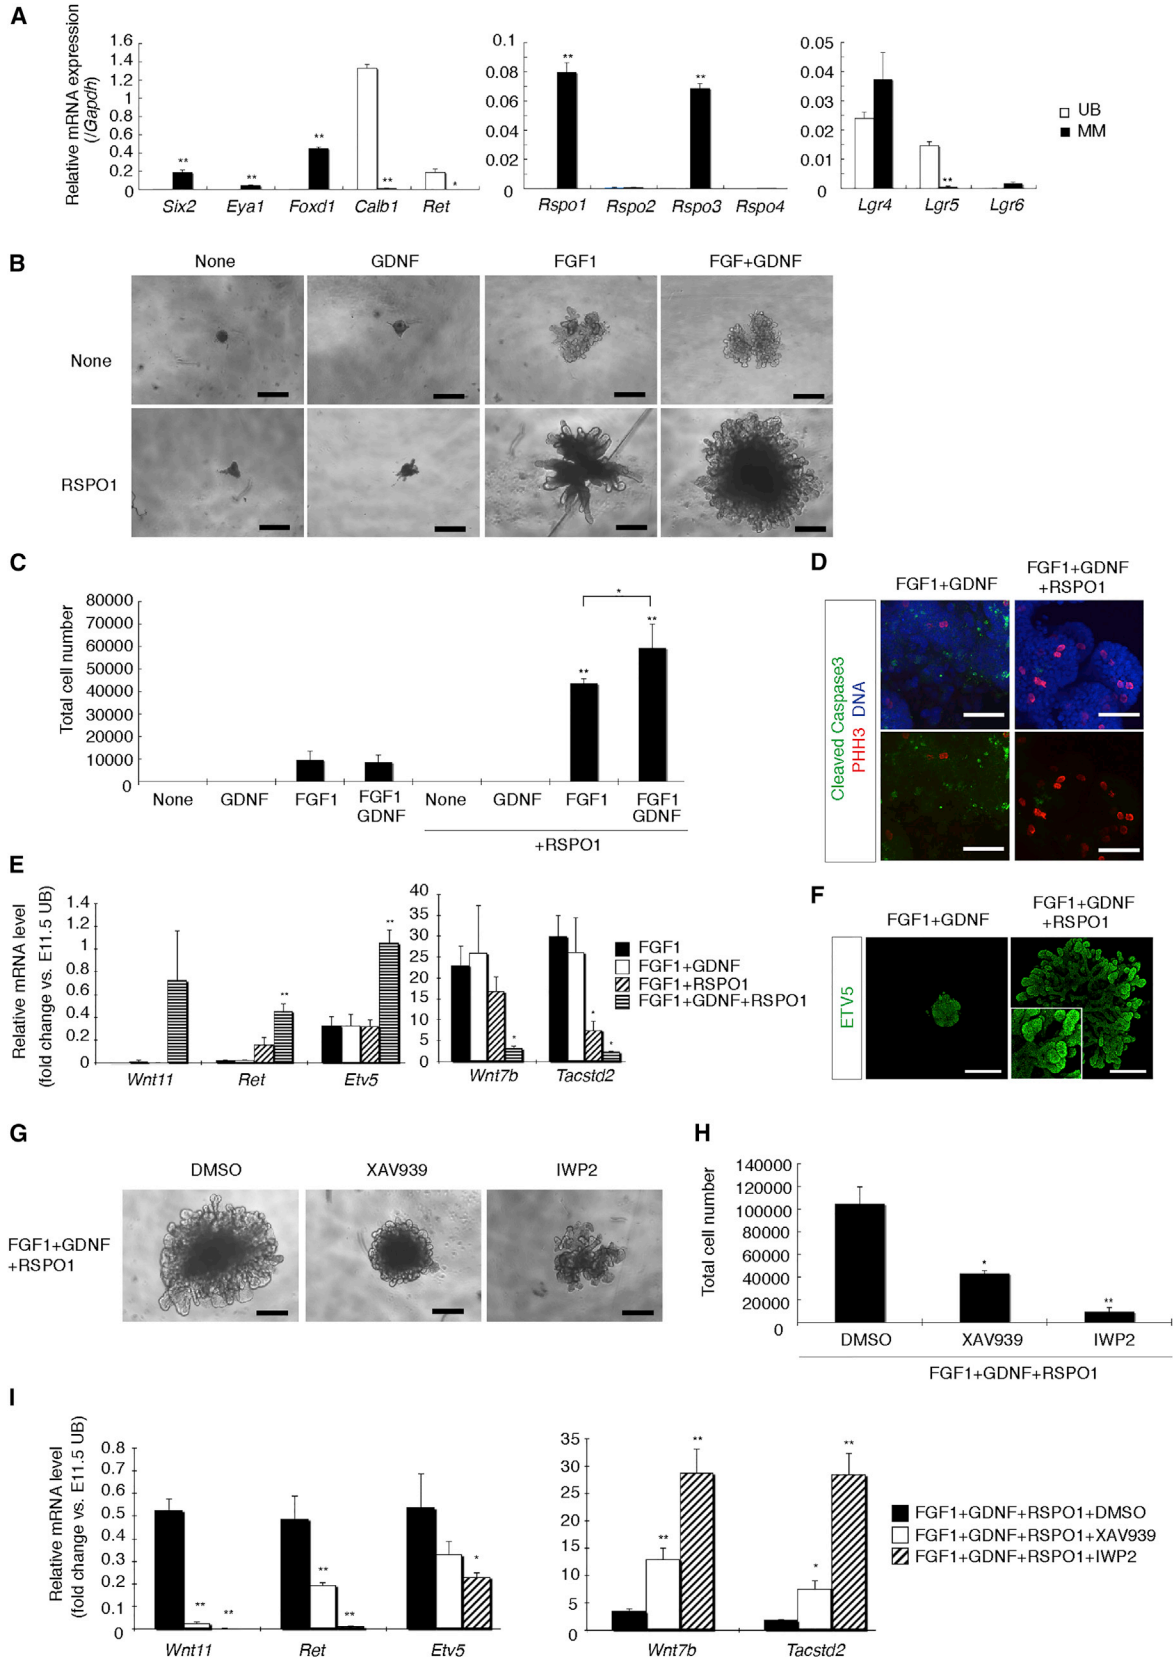 A
Relative mRNA expression
(/Gapdh)
1.6
1.4
1.2
1
0.8
0.6
0.4
0.2
0
**
**
**
**
*
Six2 Eya1 Foxd1 Calb1 Ret
0.1
0.08
0.06
0.04
0.02
0
**
**
Rspo1 Rspo2 Rspo3 Rspo4
0.05
0.04
0.03
0.02
0.01
0
**
Lgr4 Lgr5 Lgr6
UB
MM
B
None GDNF FGF1 FGF+GDNF
None
RSPO1
C
Total cell number
80000
70000
60000
50000
40000
30000
20000
10000
0
*
**
**
None GDNF FGF1 FGF1 None GDNF FGF1 FGF1
GDNF GDNF
+RSPO1
D
FGF1+GDNF
FGF1+GDNF
+RSPO1
Cleaved Caspase3
PHH3 DNA
E
Relative mRNA level
(fold change vs. E11.5 UB)
1.4
1.2
1
0.8
0.6
0.4
0.2
0
**
**
Wnt11 Ret Etv5
40
35
30
25
20
15
10
5
0
*
*
*
Wnt7b Tacstd2
FGF1
FGF1+GDNF
FGF1+RSPO1
FGF1+GDNF+RSPO1
F
FGF1+GDNF
FGF1+GDNF
+RSPO1
ETV5
G
DMSO XAV939 IWP2
FGF1+GDNF
+RSPO1
H
Total cell number
140000
120000
100000
80000
60000
40000
20000
0
*
**
DMSO XAV939 IWP2
FGF1+GDNF+RSPO1
I
Relative mRNA level
(fold change vs. E11.5 UB)
0.8
0.7
0.6
0.5
0.4
0.3
0.2
0.1
0
**
**
**
**
*
Wnt11 Ret Etv5
35
30
25
20
15
10
5
0
**
**
*
**
Wnt7b Tacstd2
FGF1+GDNF+RSPO1+DMSO
FGF1+GDNF+RSPO1+XAV939
FGF1+GDNF+RSPO1+IWP2